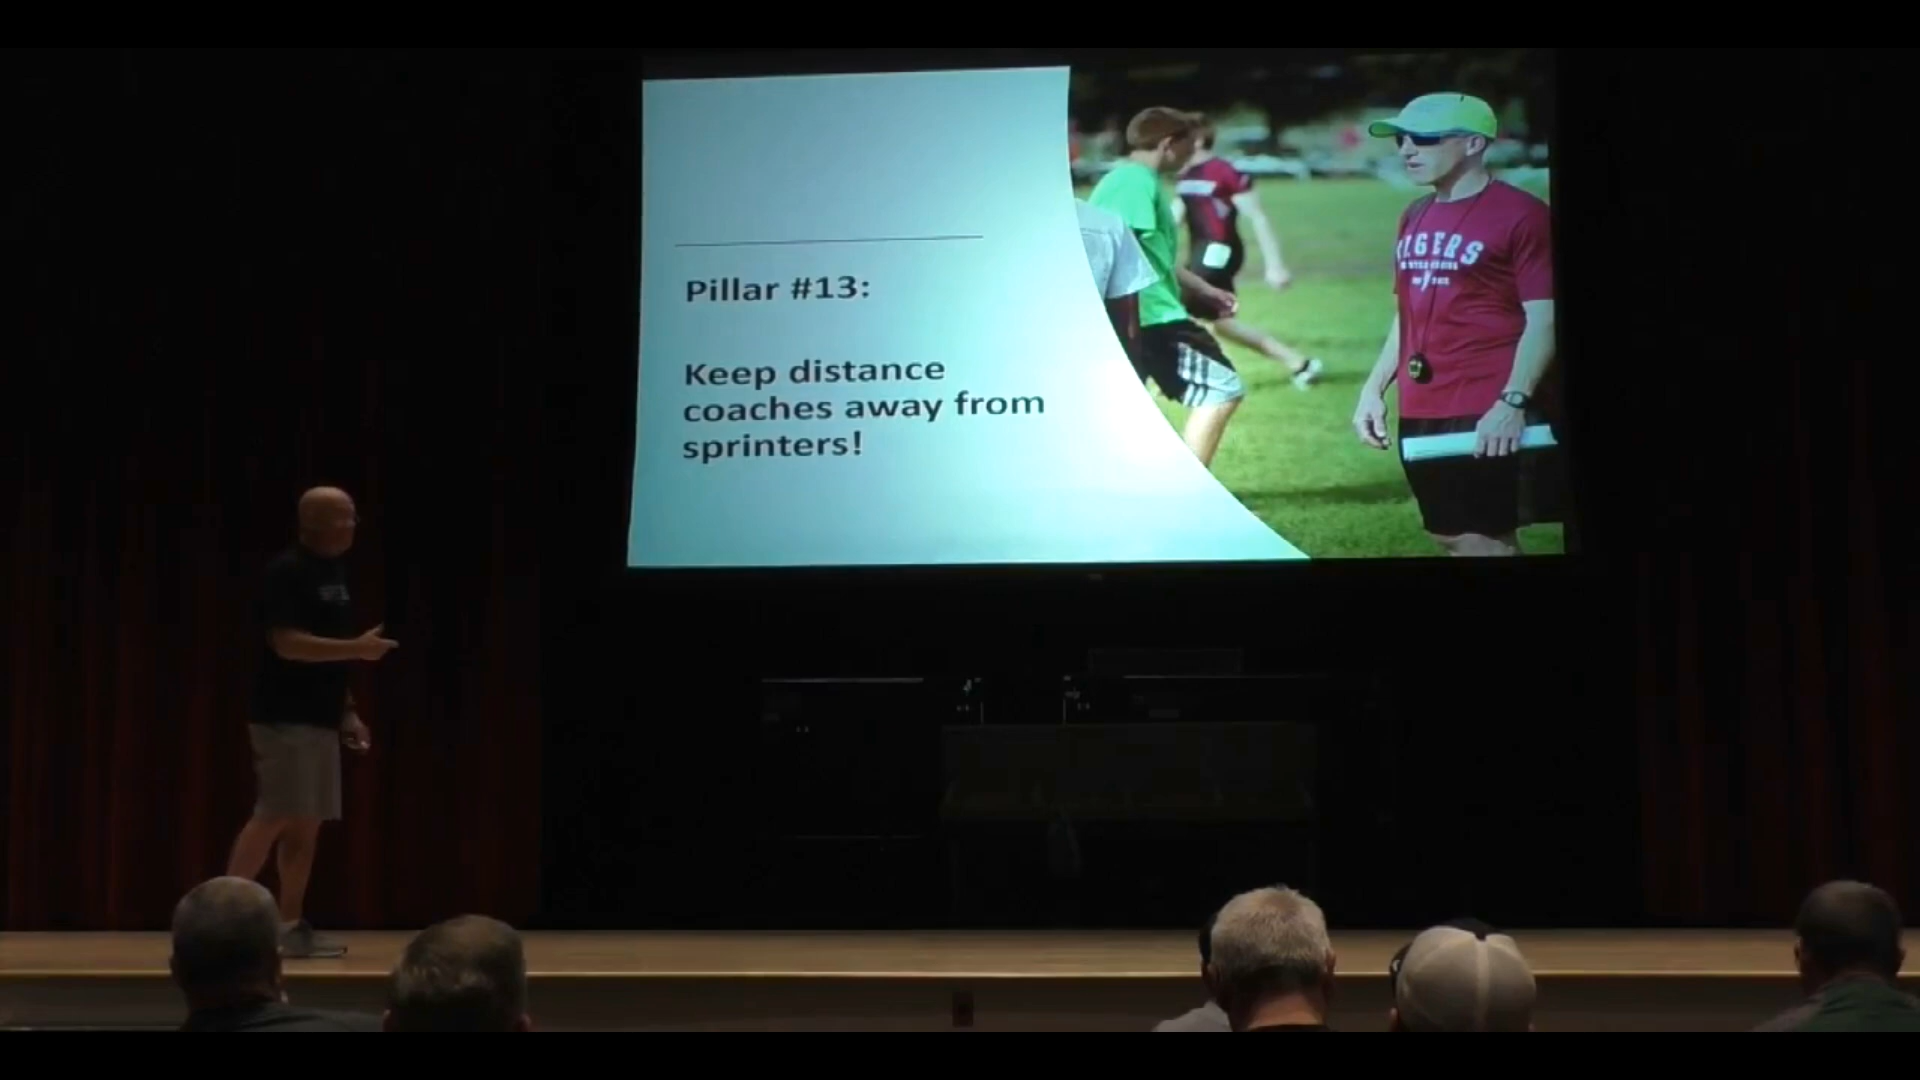 Pillar #13:
Keep distance
coaches away from
sprinters!